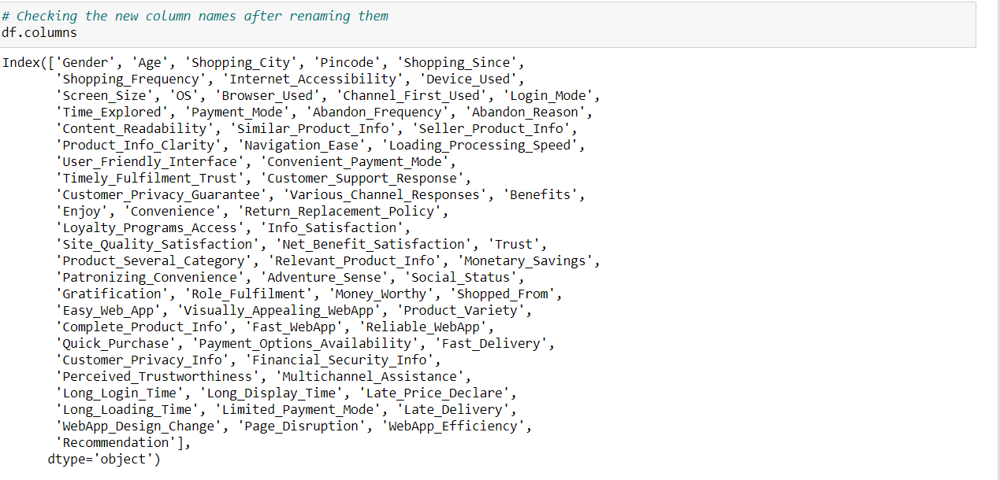 # Checking the new column names after renaming them
df.columns
Index(['Gender', 'Age', 'Shopping_City', 'Pincode', 'Shopping_Since',
'Shopping_Frequency', 'Internet_Accessibility', 'Device_Used',
'Screen_Size', 'OS', 'Browser_Used', 'Channel_First_Used', 'Login_Mode',
'Time_Explored', 'Payment_Mode', 'Abandon_Frequency', 'Abandon_Reason',
'Content_Readability', 'Similar_Product_Info', 'Seller_Product_Info',
'Product_Info_Clarity', 'Navigation_Ease', 'Loading_Processing_Speed',
'User_Friendly_Interface', 'Convenient_Payment_Mode',
'Timely_Fulfilment_Trust', 'Customer_Support_Response',
'Customer_Privacy_Guarantee', 'Various_Channel_Responses', 'Benefits',
'Enjoy', 'Convenience', 'Return_Replacement_Policy',
'Loyalty_Programs_Access', 'Info_Satisfaction',
'Site_Quality_Satisfaction', 'Net_Benefit_Satisfaction', 'Trust',
'Product_Several_Category', 'Relevant_Product_Info', 'Monetary_Savings',
'Patronizing_Convenience', 'Adventure_Sense', 'Social_Status',
'Gratification', 'Role_Fulfilment', 'Money_Worthy', 'Shopped_From',
'Easy_Web_App', 'Visually_Appealing_WebApp', 'Product_Variety',
'Complete_Product_Info', 'Fast_WebApp', 'Reliable_WebApp',
'Quick_Purchase', 'Payment_Options_Availability', 'Fast_Delivery',
'Customer_Privacy_Info', 'Financial_Security_Info',
'Perceived_Trustworthiness', 'Multichannel_Assistance',
'Long_Login_Time', 'Long_Display_Time', 'Late_Price_Declare',
'Long_Loading_Time', 'Limited_Payment_Mode', 'Late_Delivery',
'WebApp_Design_Change', 'Page_Disruption', 'WebApp_Efficiency',
'Recommendation'],
dtype='object')